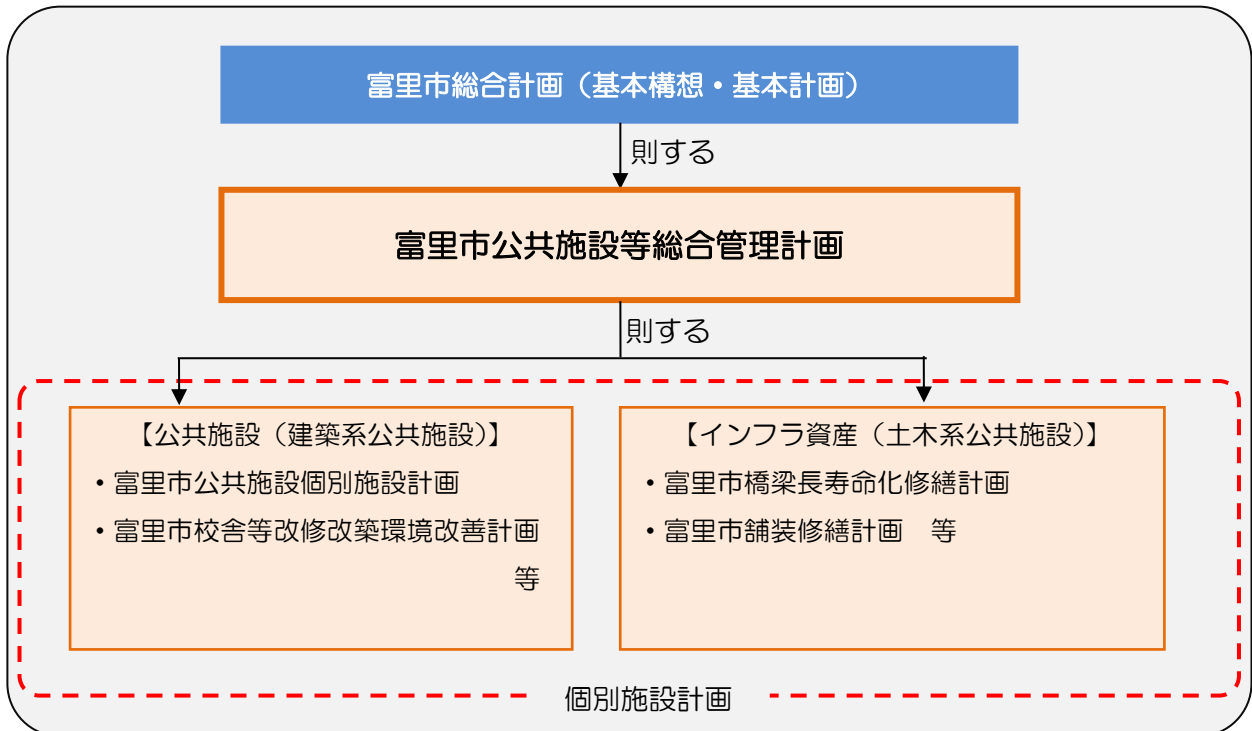 富里市総合計画（基本構想・基本計画）
則する
富里市公共施設等総合管理計画
則する
【公共施設（建築系公共施設）】
・富里市公共施設個別施設計画
・富里市校舎等改修改築環境改善計画
等
【インフラ資産（土木系公共施設）】
・富里市橋梁長寿命化修繕計画
・富里市舗装修繕計画　等
個別施設計画